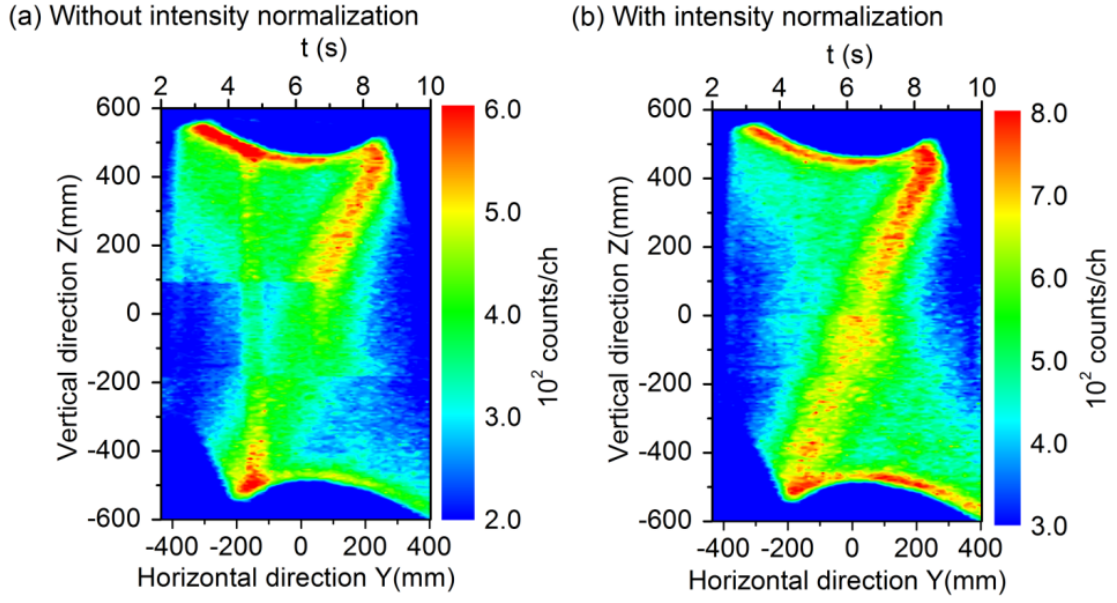 (a) Without intensity normalization
t (s)
2 4 6 8 10
600
400
200
0
-200
-400
-600
Vertical direction Z(mm)
-400 -200 0 200 400
Horizontal direction Y(mm)
6.0
5.0
4.0
3.0
2.0
10² counts/ch
(b) With intensity normalization
t (s)
2 4 6 8 10
600
400
200
0
-200
-400
-600
Vertical direction Z(mm)
-400 -200 0 200 400
Horizontal direction Y(mm)
8.0
7.0
6.0
5.0
4.0
3.0
10² counts/ch